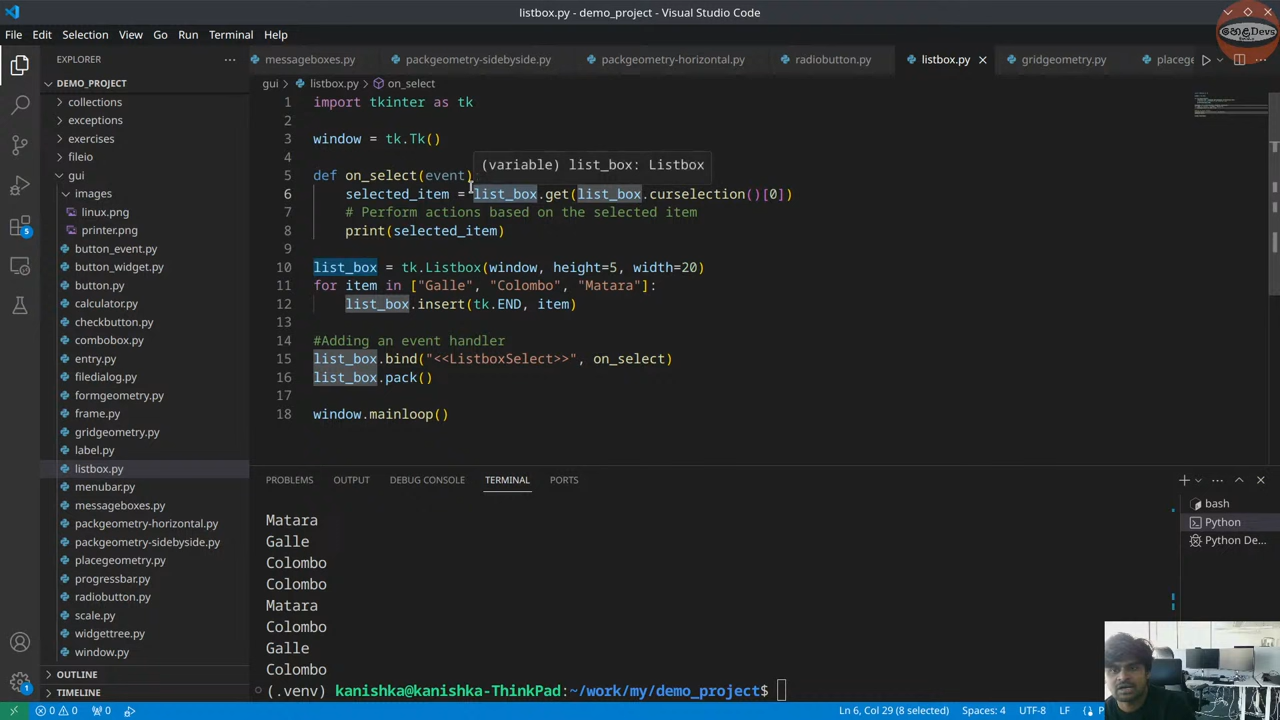 listbox.py - demo_project - Visual Studio Code
File Edit Selection View Go Run Terminal Help
EXPLORER
messageboxes.py packgeometry-sidebyside.py packgeometry-horizontal.py radiobutton.py listbox.py gridgeometry.py placege
DEMO_PROJECT
gui > listbox.py > on_select
collections
exceptions
exercises
fileio
gui
images
linux.png
printer.png
button_event.py
button_widget.py
button.py
calculator.py
checkbutton.py
combobox.py
entry.py
filedialog.py
formgeometry.py
frame.py
gridgeometry.py
label.py
listbox.py
menubar.py
messageboxes.py
packgeometry-horizontal.py
packgeometry-sidebyside.py
placegeometry.py
progressbar.py
radiobutton.py
scale.py
widgettree.py
window.py
OUTLINE
TIMELINE
1 import tkinter as tk
2
3 window = tk.Tk()
4
(variable) list_box: Listbox
5 def on_select(event)
6 selected_item = list_box.get(list_box.curselection()[0])
7 # Perform actions based on the selected item
8 print(selected_item)
9
10 list_box = tk.Listbox(window, height=5, width=20)
11 for item in ["Galle", "Colombo", "Matara"]:
12 list_box.insert(tk.END, item)
13
14 #Adding an event handler
15 list_box.bind("<<ListboxSelect>>", on_select)
16 list_box.pack()
17
18 window.mainloop()
PROBLEMS OUTPUT DEBUG CONSOLE TERMINAL PORTS
Matara
Galle
Colombo
Colombo
Matara
Colombo
Galle
Colombo
(.venv) kanishka@kanishka-ThinkPad:~/work/my/demo_project$
bash
Python
Python De...
5
1
0 0 0 Ln 6, Col 29 (8 selected) Spaces: 4 UTF-8 LF P